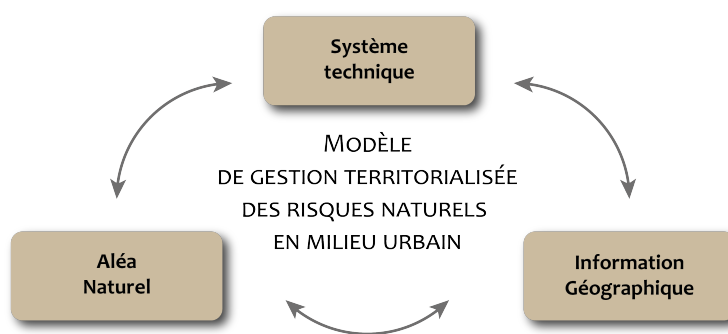 Système
technique
MODÈLE
DE GESTION TERRITORIALISÉE
DES RISQUES NATURELS
EN MILIEU URBAIN
Aléa
Naturel
Information
Géographique